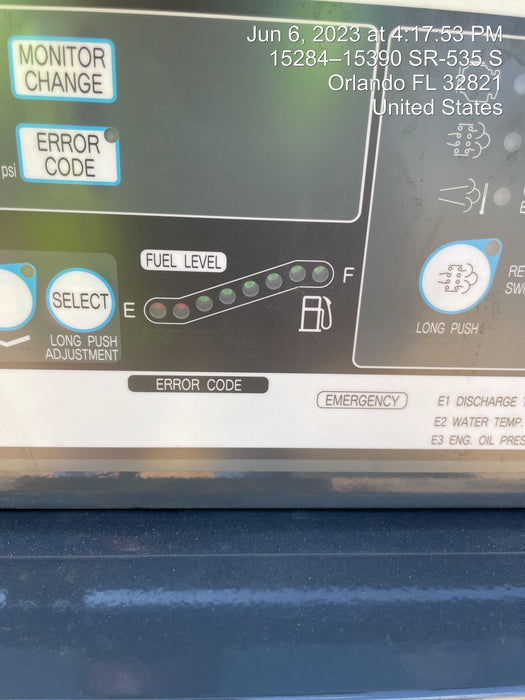 Jun 6, 2023 at 4:17:53 PM
15284–15390 SR-535 S
Orlando FL 32821
United States
MONITOR
CHANGE
ERROR
CODE
psi
FUEL LEVEL
E
F
SELECT
LONG PUSH
ADJUSTMENT
LONG PUSH
ERROR CODE
EMERGENCY
E1 DISCHARGE
E2 WATER TEMP.
E3 ENG. OIL PRES